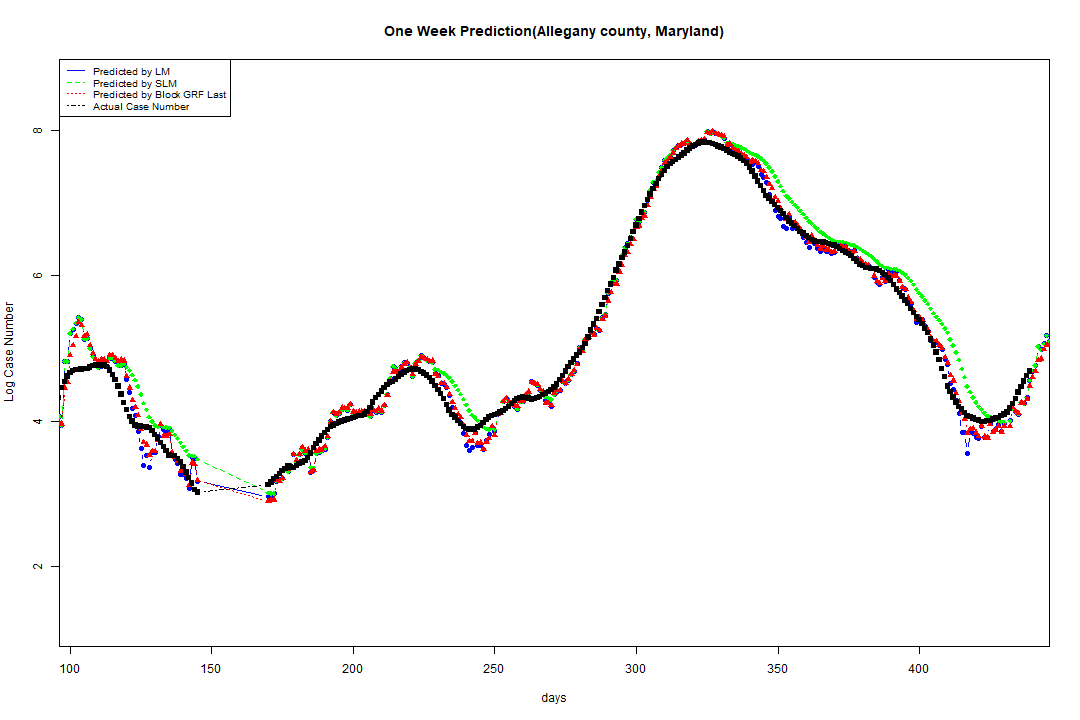 One Week Prediction(Allegany county, Maryland)
Predicted by LM
Predicted by SLM
Predicted by Block GRF Last
Actual Case Number
8
6
4
2
Log Case Number
100 150 200 250 300 350 400
days